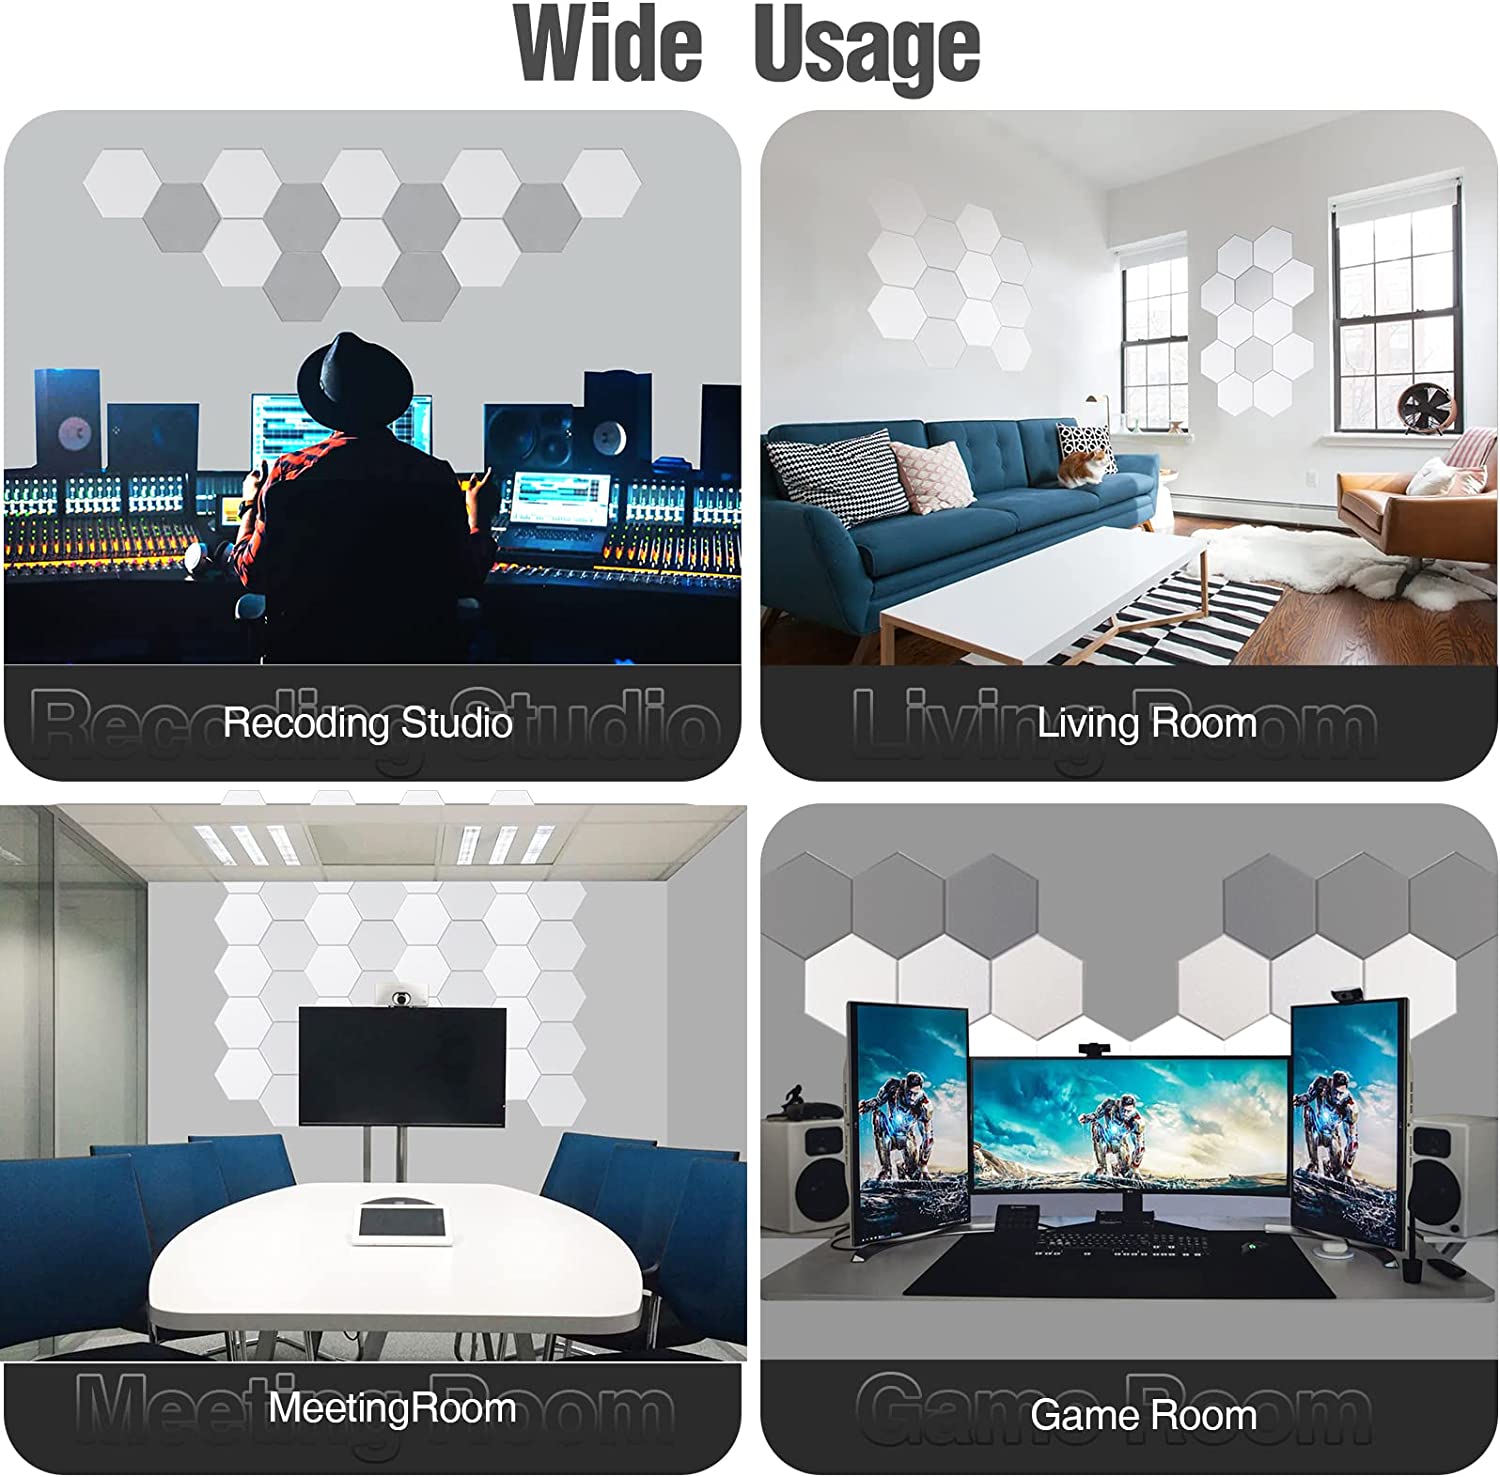 Wide Usage
Recoding Studio
Recoding Studio
Living Room
Living Room
MeetingRoom
Meeting Room
Game Room
Game Room